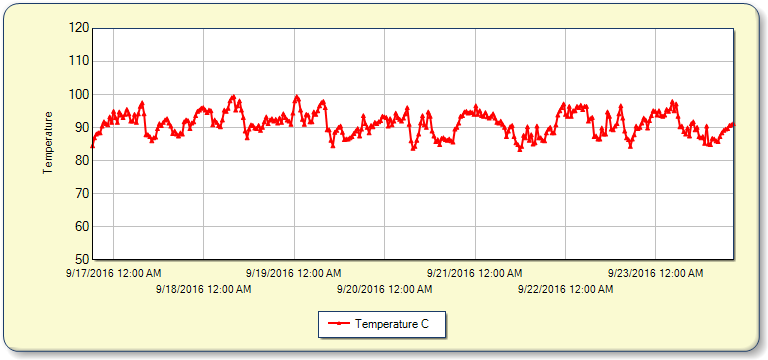 120
110
100
90
80
70
60
50
Temperature
9/17/2016 12:00 AM
9/18/2016 12:00 AM
9/19/2016 12:00 AM
9/20/2016 12:00 AM
9/21/2016 12:00 AM
9/22/2016 12:00 AM
9/23/2016 12:00 AM
Temperature C